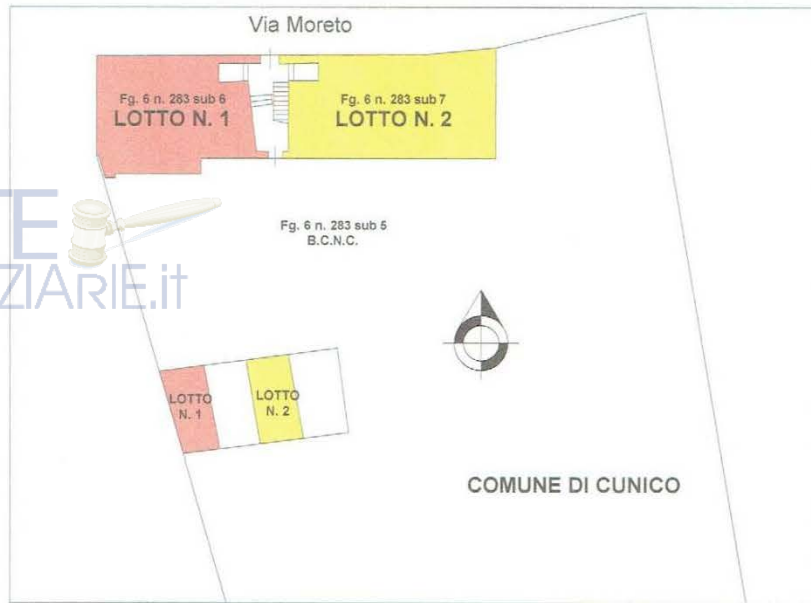 Via Moreto
Fg. 6 n. 283 sub 6
LOTTO N. 1
Fg. 6 n. 283 sub 7
LOTTO N. 2
Fg. 6 n. 283 sub 5
B.C.N.C.
TE
ZIARIE.it
LOTTO
N. 1
LOTTO
N. 2
COMUNE DI CUNICO